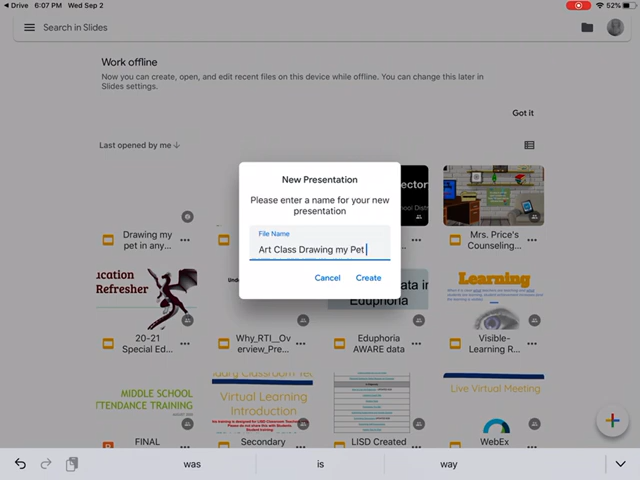 Drive 6:07 PM Wed Sep 2
52%
Search in Slides
Work offline
Now you can create, open, and edit recent files on this device while offline. You can change this later in
Slides settings.
Got it
Last opened by me
New Presentation
Please enter a name for your new
presentation
File Name
Art Class Drawing my Pet
Cancel
Create
Drawing
my pet
in any...
Mrs. Price's
Counseling...
ucation
Refresher
Learning
20-21
Special Ed...
Why_RTI__Ov
erview_Pre...
ata in
Eduphoria
Eduphoria
AWARE data
Visible-
Learning R...
MIDDLE SCHOOL
TTENDANCE TRAINING
Virtual Learning
Introduction
Live Virtual Meeting
FINAL
Secondary
LISD Created
WebEx
was
is
way